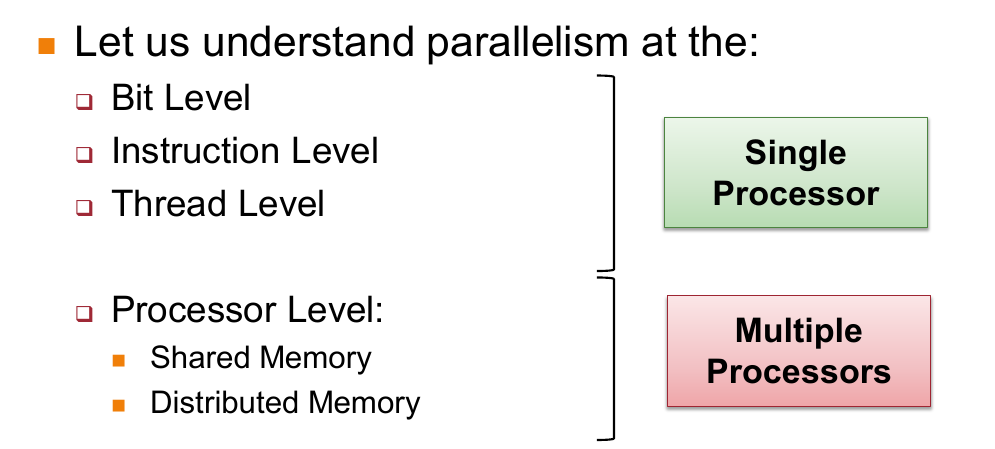 Let us understand parallelism at the:
Bit Level
Instruction Level
Thread Level
Single
Processor
Processor Level:
Shared Memory
Distributed Memory
Multiple
Processors